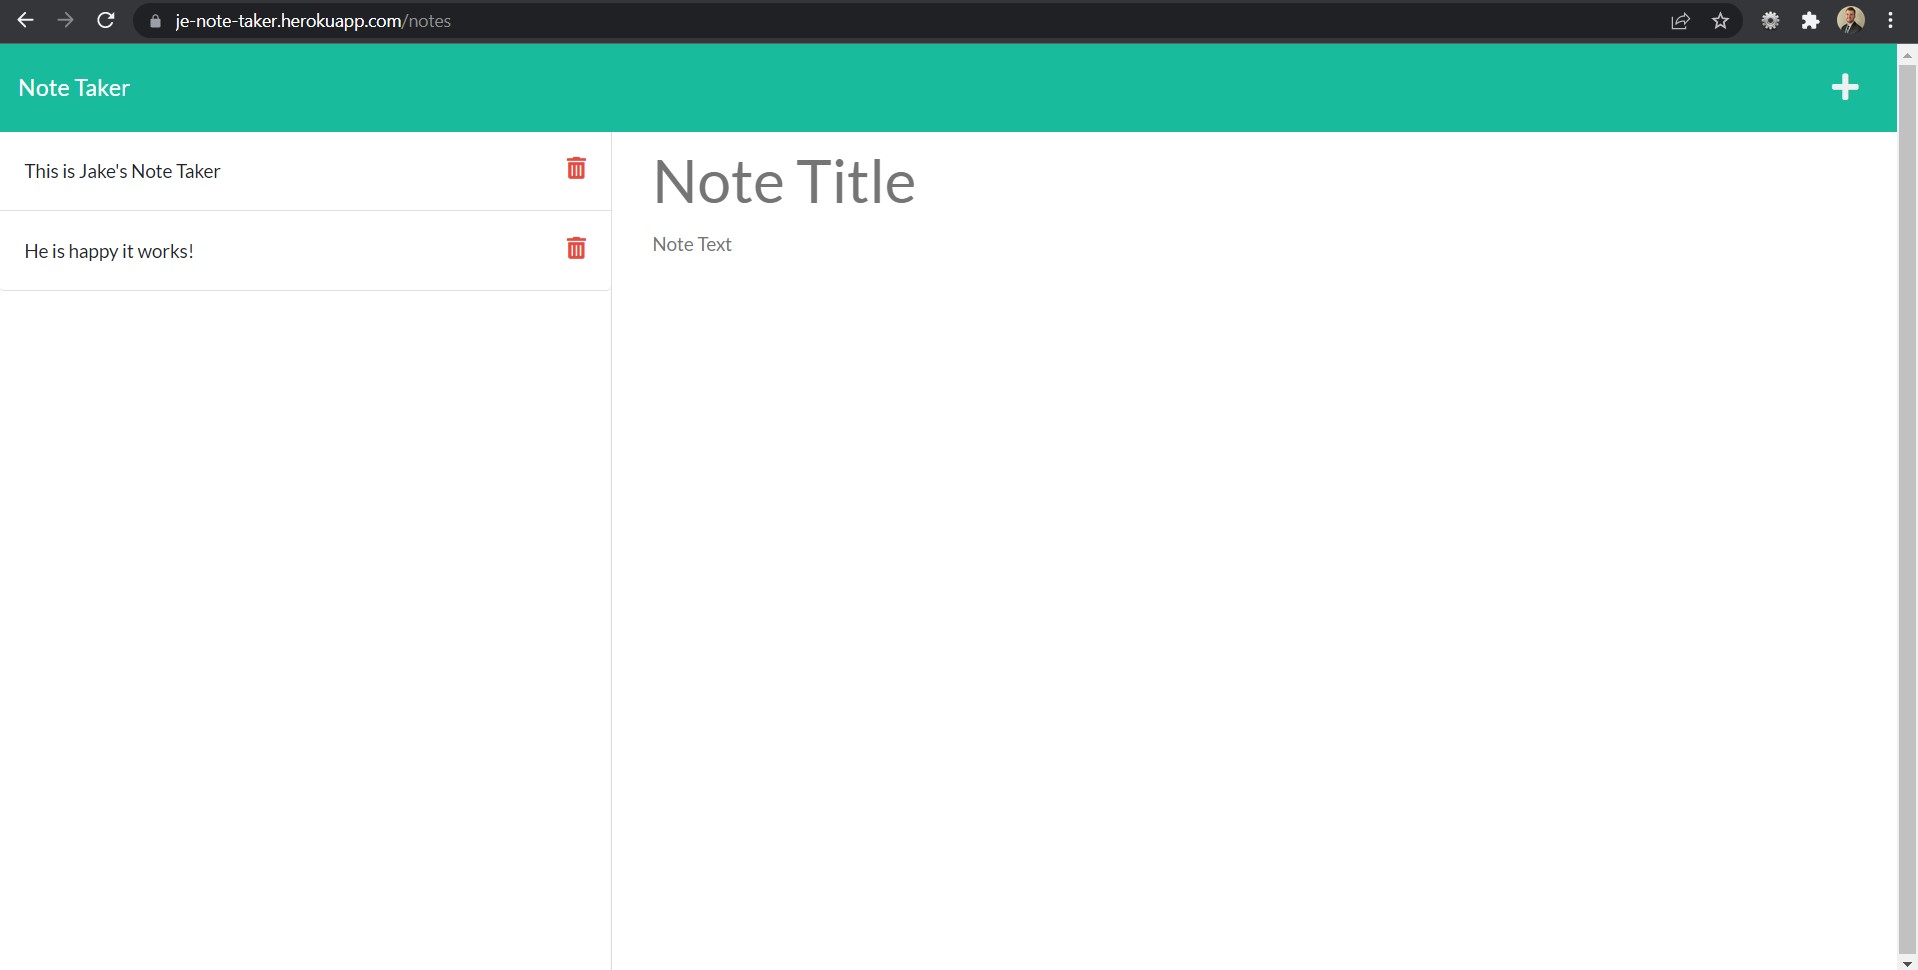 je-note-taker.herokuapp.com/notes
Note Taker
This is Jake's Note Taker
He is happy it works!
Note Title
Note Text